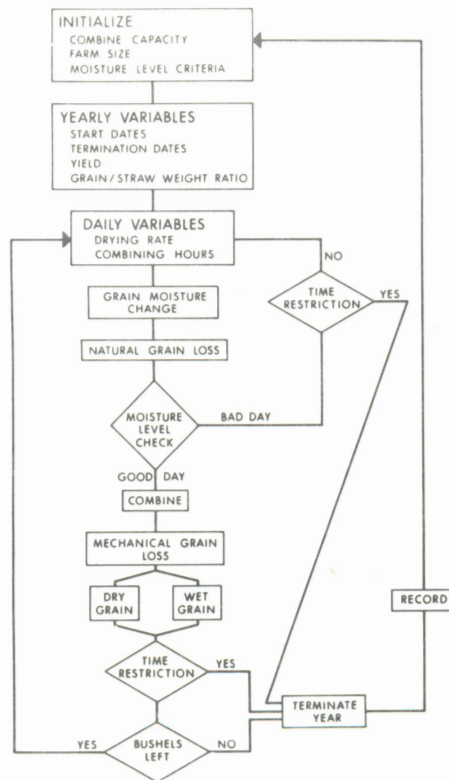 INITIALIZE
COMBINE CAPACITY
FARM SIZE
MOISTURE LEVEL CRITERIA
YEARLY VARIABLES
START DATES
TERMINATION DATES
YIELD
GRAIN/STRAW WEIGHT RATIO
DAILY VARIABLES
DRYING RATE
COMBINING HOURS
NO
TIME
RESTRICTION
YES
GRAIN MOISTURE
CHANGE
NATURAL GRAIN LOSS
MOISTURE
LEVEL
CHECK
BAD DAY
GOOD DAY
COMBINE
MECHANICAL GRAIN
LOSS
DRY
GRAIN
WET
GRAIN
RECORD
TIME
RESTRICTION
YES
TERMINATE
YEAR
YES
BUSHELS
LEFT
NO